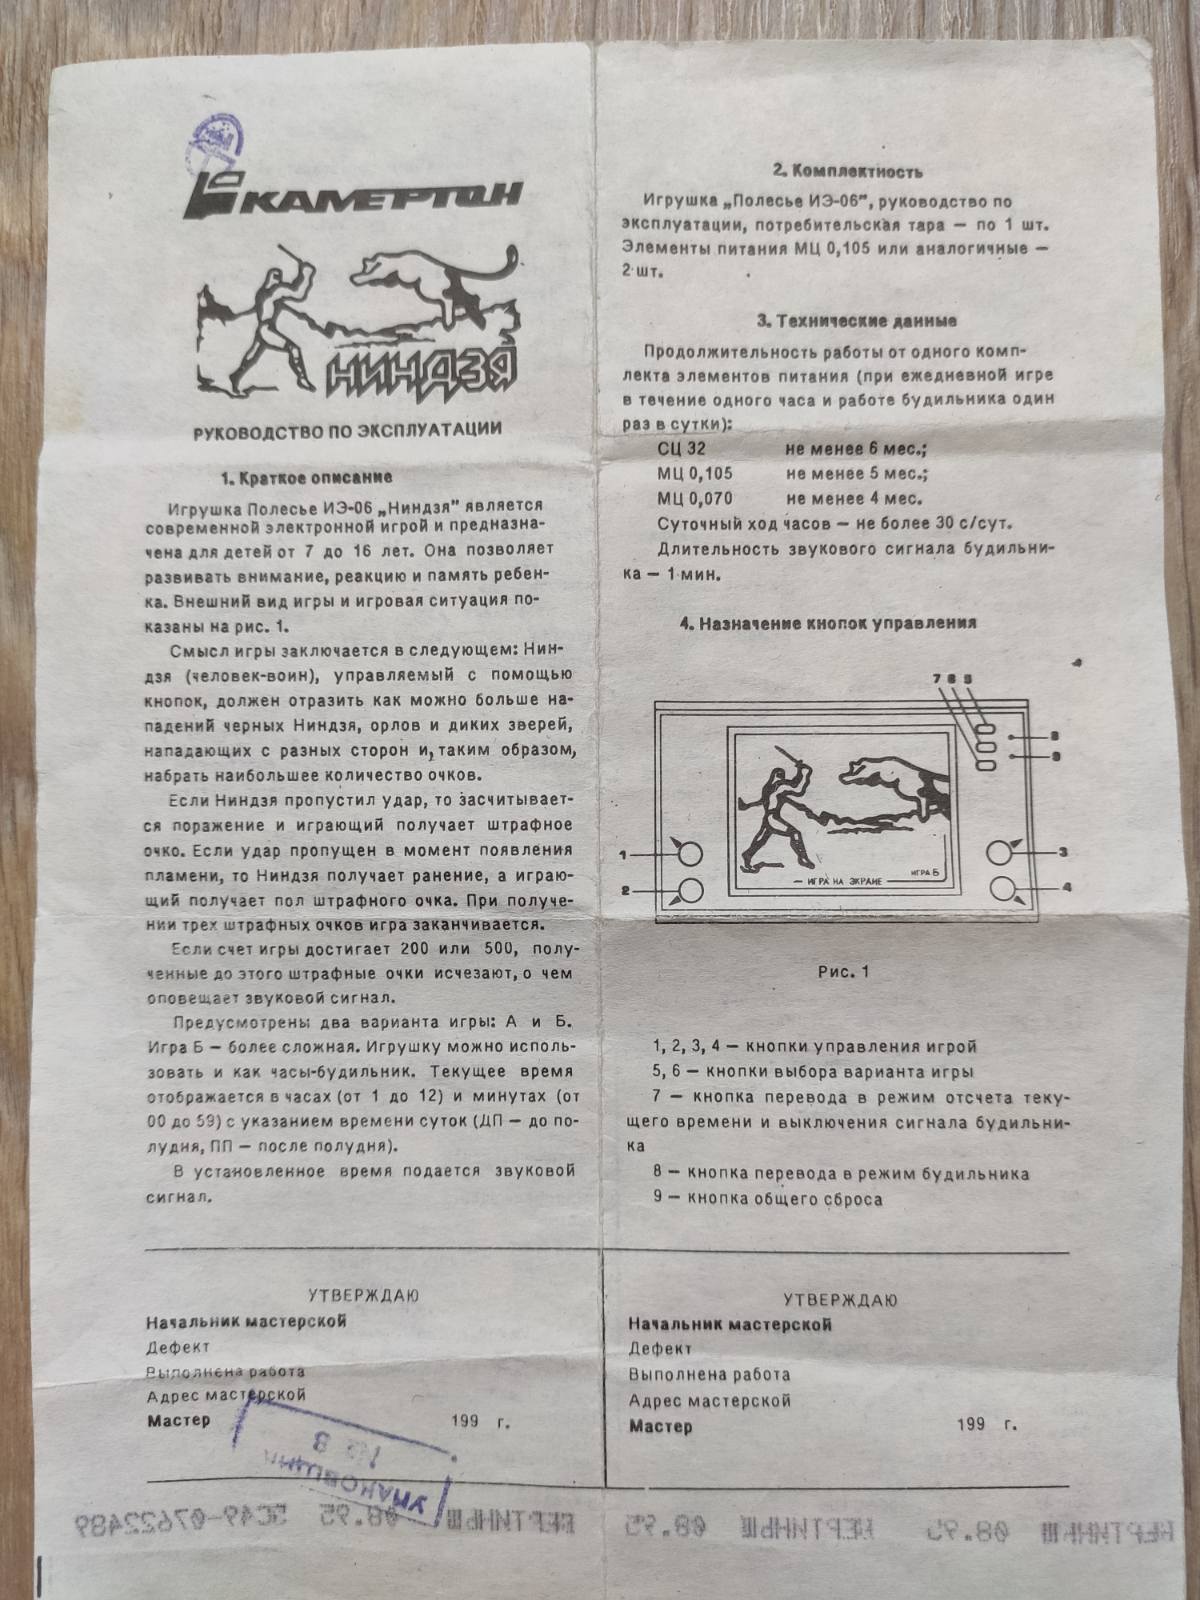 КАМЕРТОН
НИНДЗЯ
РУКОВОДСТВО ПО ЭКСПЛУАТАЦИИ
1. Краткое описание
Игрушка Полесье ИЭ-06 „Ниндзя” является
современной электронной игрой и предназна-
чена для детей от 7 до 16 лет. Она позволяет
развивать внимание, реакцию и память ребен-
ка. Внешний вид игры и игровая ситуация по-
казаны на рис. 1.
Смысл игры заключается в следующем: Нин-
дзя (человек-воин), управляемый с помощью
кнопок, должен отразить как можно больше на-
падений черных Ниндзя, орлов и диких зверей,
нападающих с разных сторон и, таким образом,
набрать наибольшее количество очков.
Если Ниндзя пропустил удар, то засчитывает-
ся поражение и играющий получает штрафное
очко. Если удар пропущен в момент появления
пламени, то Ниндзя получает ранение, а играю-
щий получает пол штрафного очка. При получе-
нии трех штрафных очков игра заканчивается.
Если счет игры достигает 200 или 500, полу-
ченные до этого штрафные очки исчезают, о чем
оповещает звуковой сигнал.
Предусмотрены два варианта игры: А и Б.
Игра Б — более сложная. Игрушку можно исполь-
зовать и как часы-будильник. Текущее время
отображается в часах (от 1 до 12) и минутах (от
00 до 59) с указанием времени суток (ДП — до по-
лудня, ПП — после полудня).
В установленное время подается звуковой
сигнал.
2. Комплектность
Игрушка „Полесье ИЭ-06”, руководство по
эксплуатации, потребительская тара — по 1 шт.
Элементы питания МЦ 0,105 или аналогичные —
2 шт.
3. Технические данные
Продолжительность работы от одного комп-
лекта элементов питания (при ежедневной игре
в течение одного часа и работе будильника один
раз в сутки):
СЦ 32 не менее 6 мес.;
МЦ 0,105 не менее 5 мес.;
МЦ 0,070 не менее 4 мес.
Суточный ход часов — не более 30 с/сут.
Длительность звукового сигнала будильни-
ка — 1 мин.
4. Назначение кнопок управления
7 6 5
8
9
1
2
3
4
— ИГРА НА ЭКРАНЕ —
ИГРА Б
Рис. 1
1, 2, 3, 4 — кнопки управления игрой
5, 6 — кнопки выбора варианта игры
7 — кнопка перевода в режим отсчета теку-
щего времени и выключения сигнала будильни-
ка
8 — кнопка перевода в режим будильника
9 — кнопка общего сброса
УТВЕРЖДАЮ
Начальник мастерской
Дефект
Выполнена работа
Адрес мастерской
Мастер 199 г.
УТВЕРЖДАЮ
Начальник мастерской
Дефект
Выполнена работа
Адрес мастерской
Мастер 199 г.
УПАКОВЩИЦА
№ 8
08.95
08.95
08.95